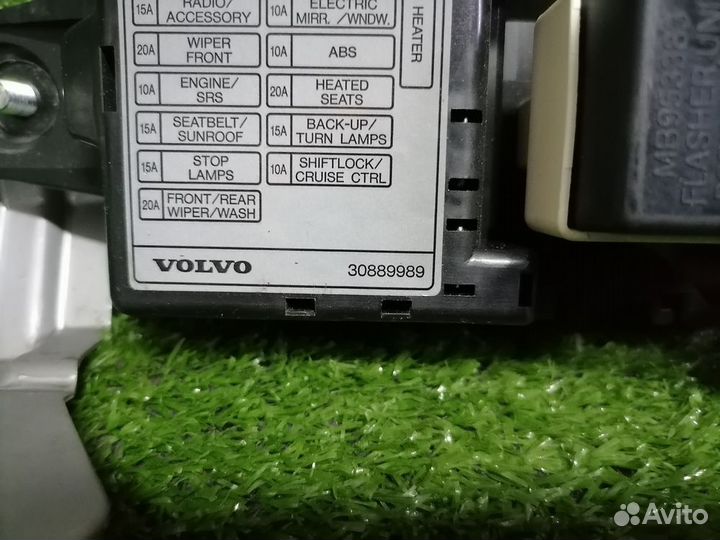 15A RADIO/ ACCESSORY
10A ELECTRIC MIRR. /WNDW.
20A WIPER FRONT
10A ABS
10A ENGINE/ SRS
20A HEATED SEATS
15A SEATBELT/ SUNROOF
15A BACK-UP/ TURN LAMPS
15A STOP LAMPS
10A SHIFTLOCK/ CRUISE CTRL
20A FRONT/REAR WIPER/WASH
HEATER
VOLVO 30889989
FLASHER UN
Avito